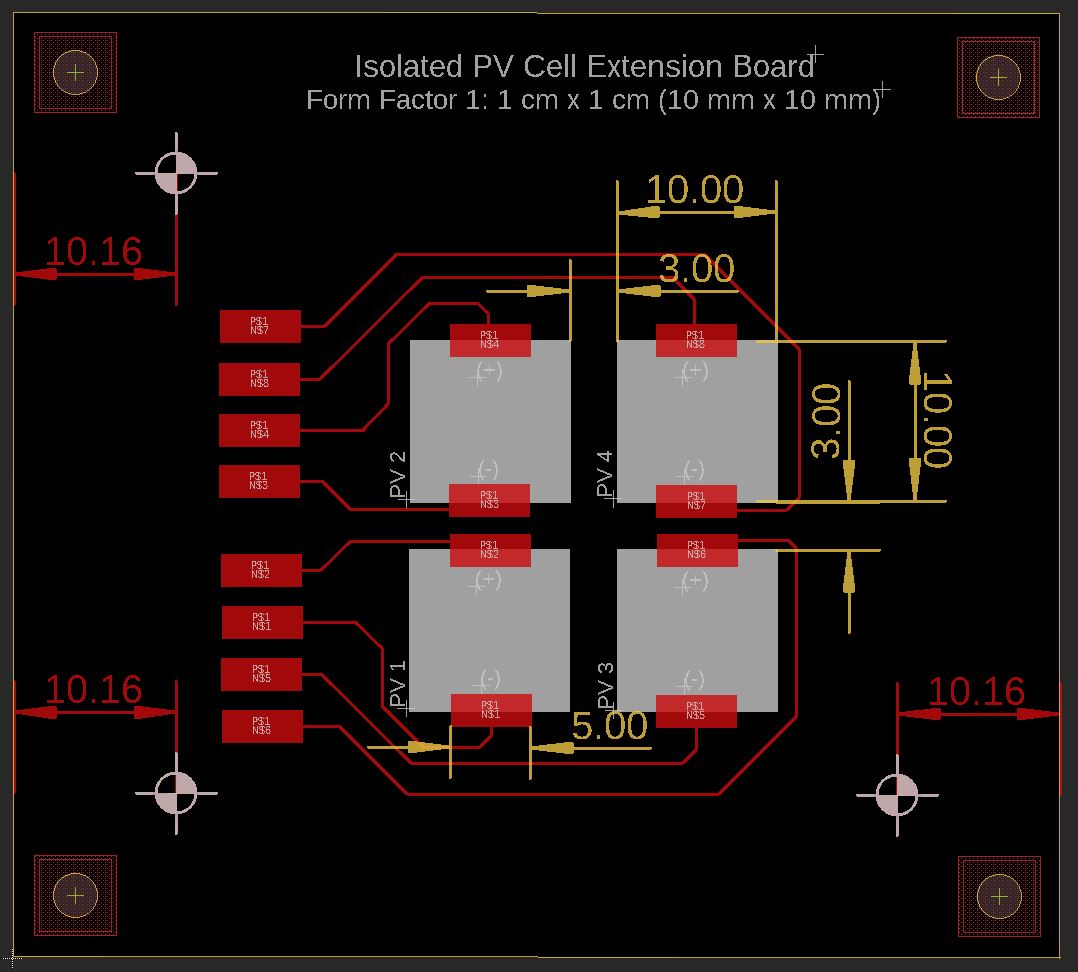 Isolated PV Cell Extension Board
Form Factor 1: 1 cm x 1 cm (10 mm x 10 mm)
10.00
10.16
3.00
P$1
N$7
P$1
N$8
P$1
N$4
P$1
N$3
P$1
N$4
(+)
P$1
N$8
(+)
PV 2
(-)
P$1
N$3
PV 4
(-)
P$1
N$7
3.00
10.00
P$1
N$2
P$1
N$1
P$1
N$5
P$1
N$6
P$1
N$2
(+)
P$1
N$6
(+)
PV 1
(-)
P$1
N$1
PV 3
(-)
P$1
N$5
10.16
5.00
10.16